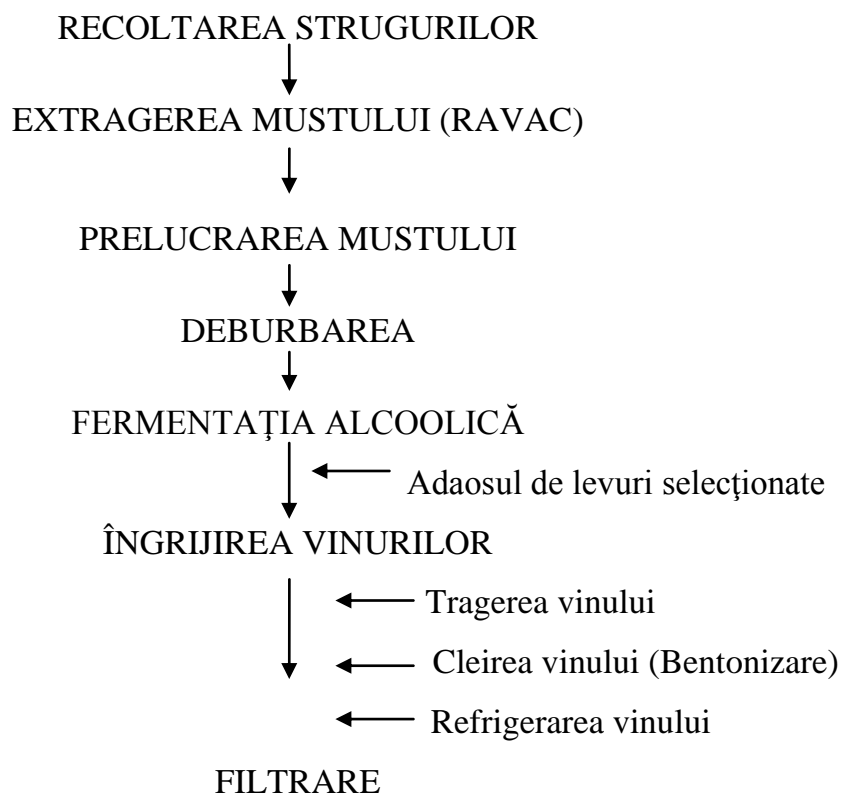 RECOLTAREA STRUGURILOR
EXTRAGEREA MUSTULUI (RAVAC)
PRELUCRAREA MUSTULUI
DEBURBAREA
FERMENTAŢIA ALCOOLICĂ
Adaosul de levuri selecţionate
ÎNGRIJIREA VINURILOR
Tragerea vinului
Cleirea vinului (Bentonizare)
Refrigerarea vinului
FILTRARE